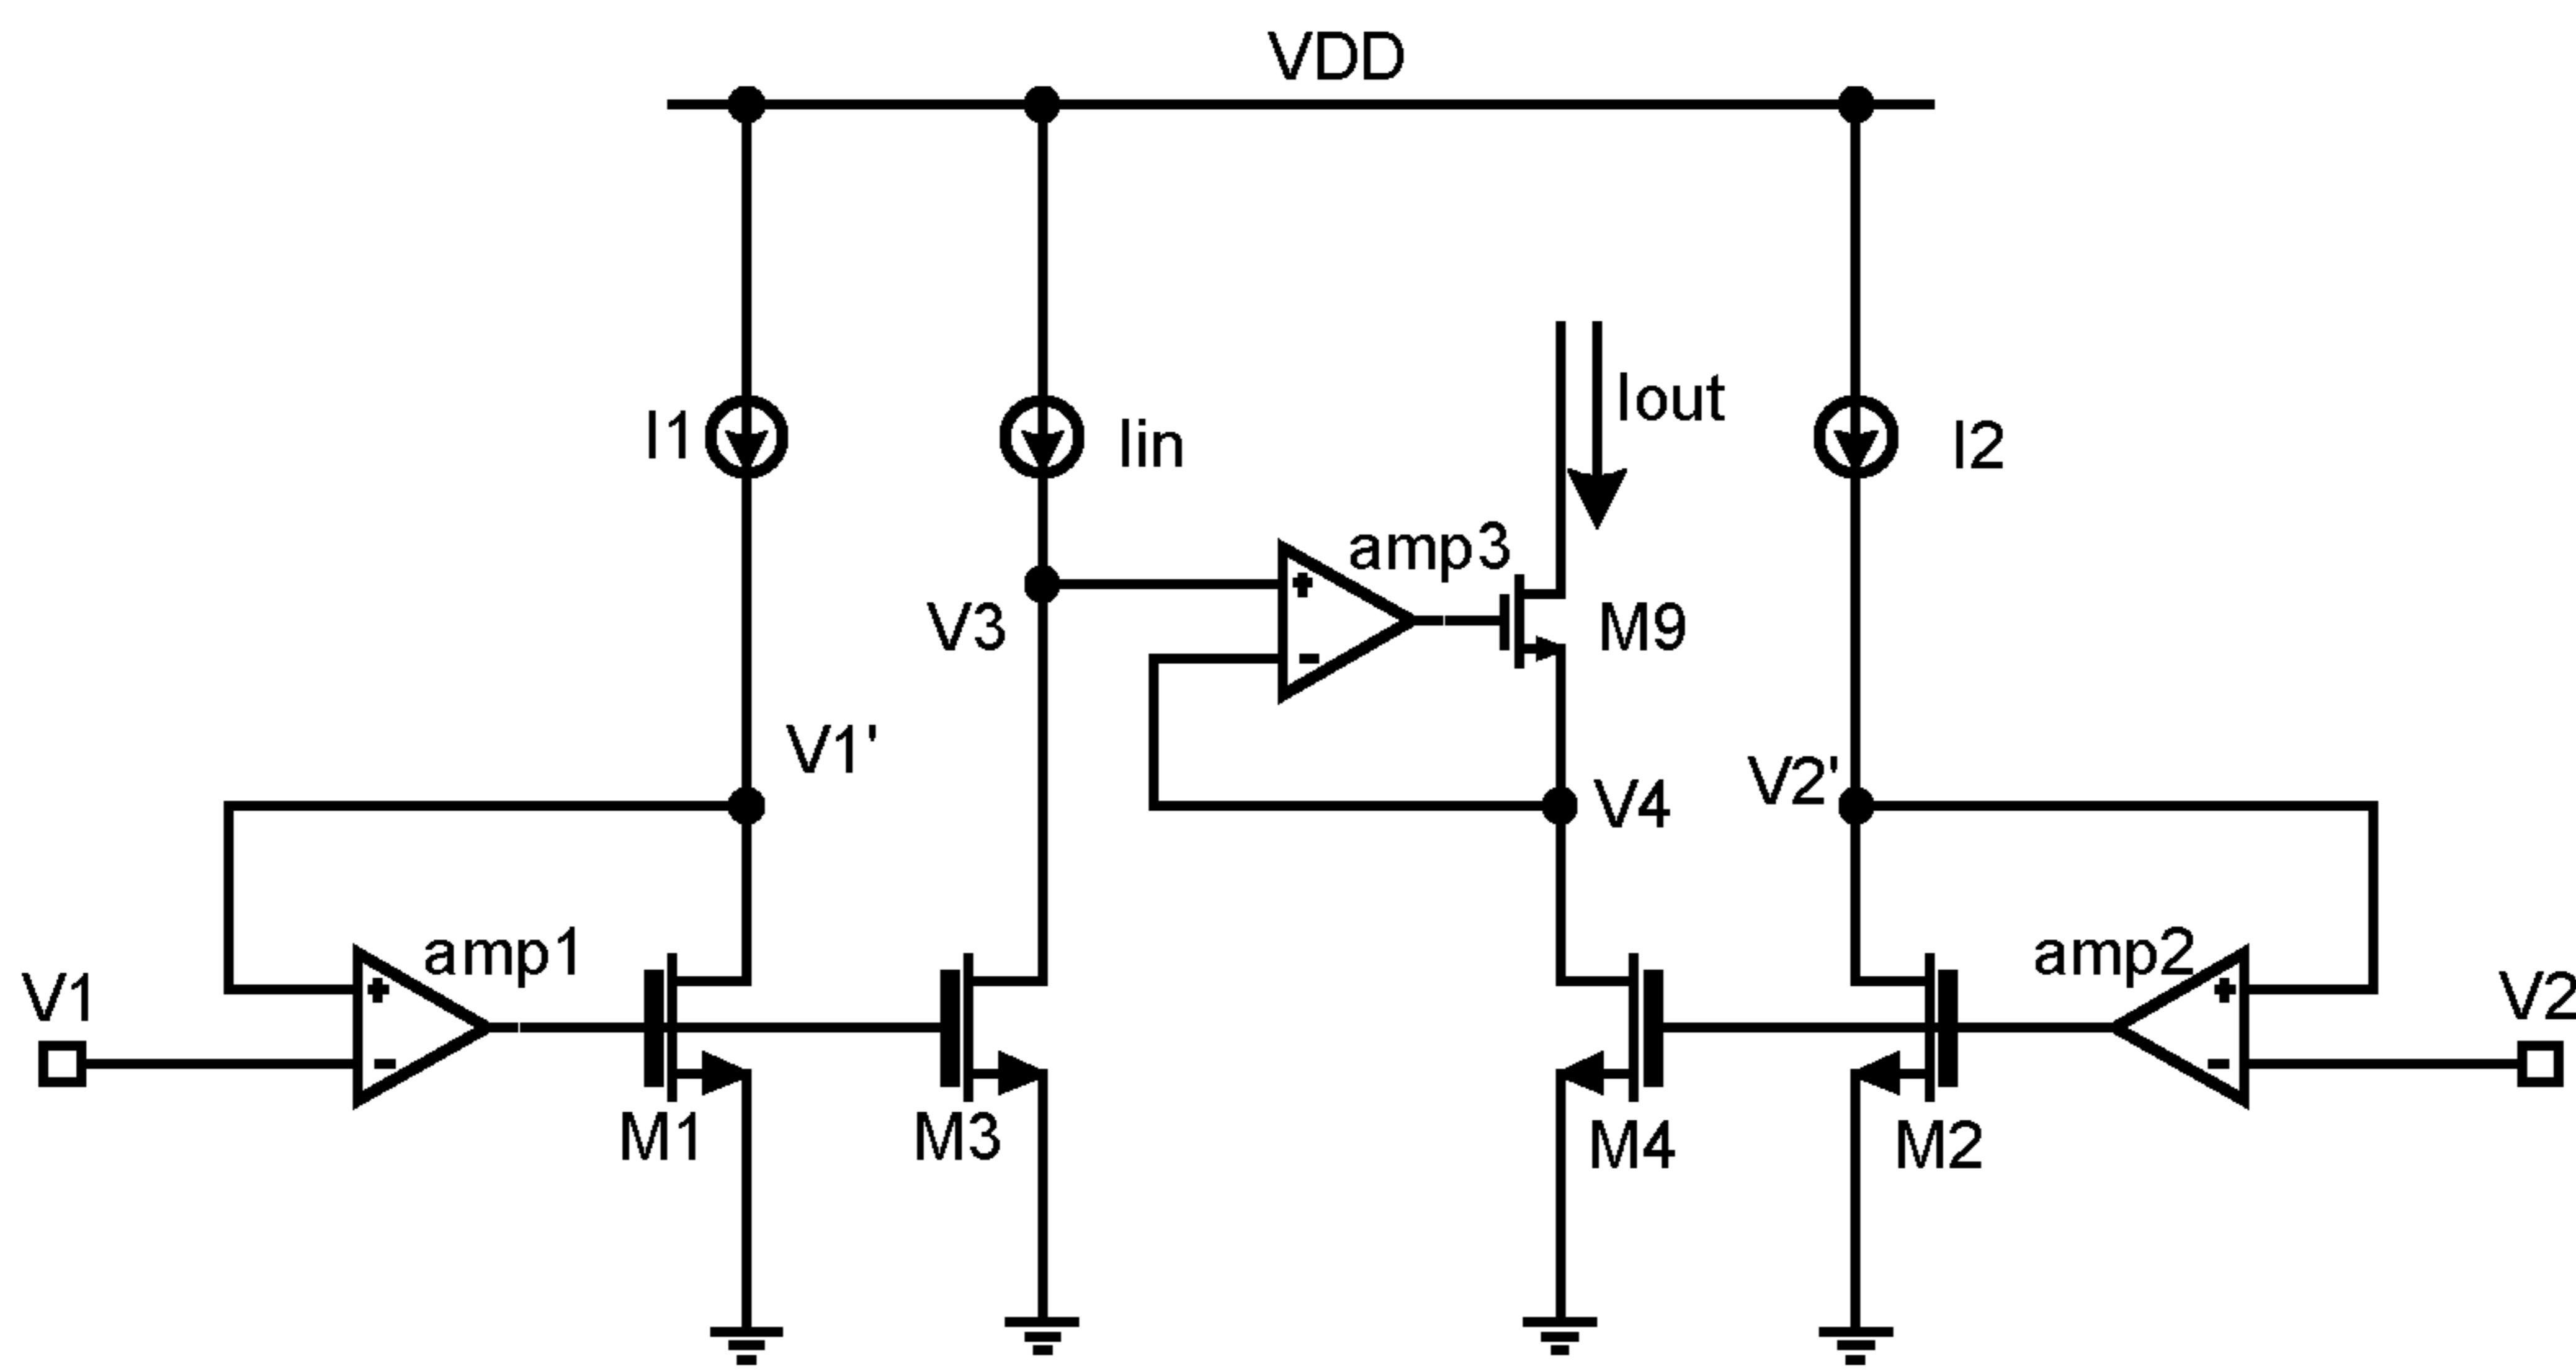 VDD
I1
Iin
Iout
I2
amp3
+
-
M9
V3
V1'
V4
V2'
amp1
+
-
V1
amp2
+
-
V2
M1
M3
M4
M2